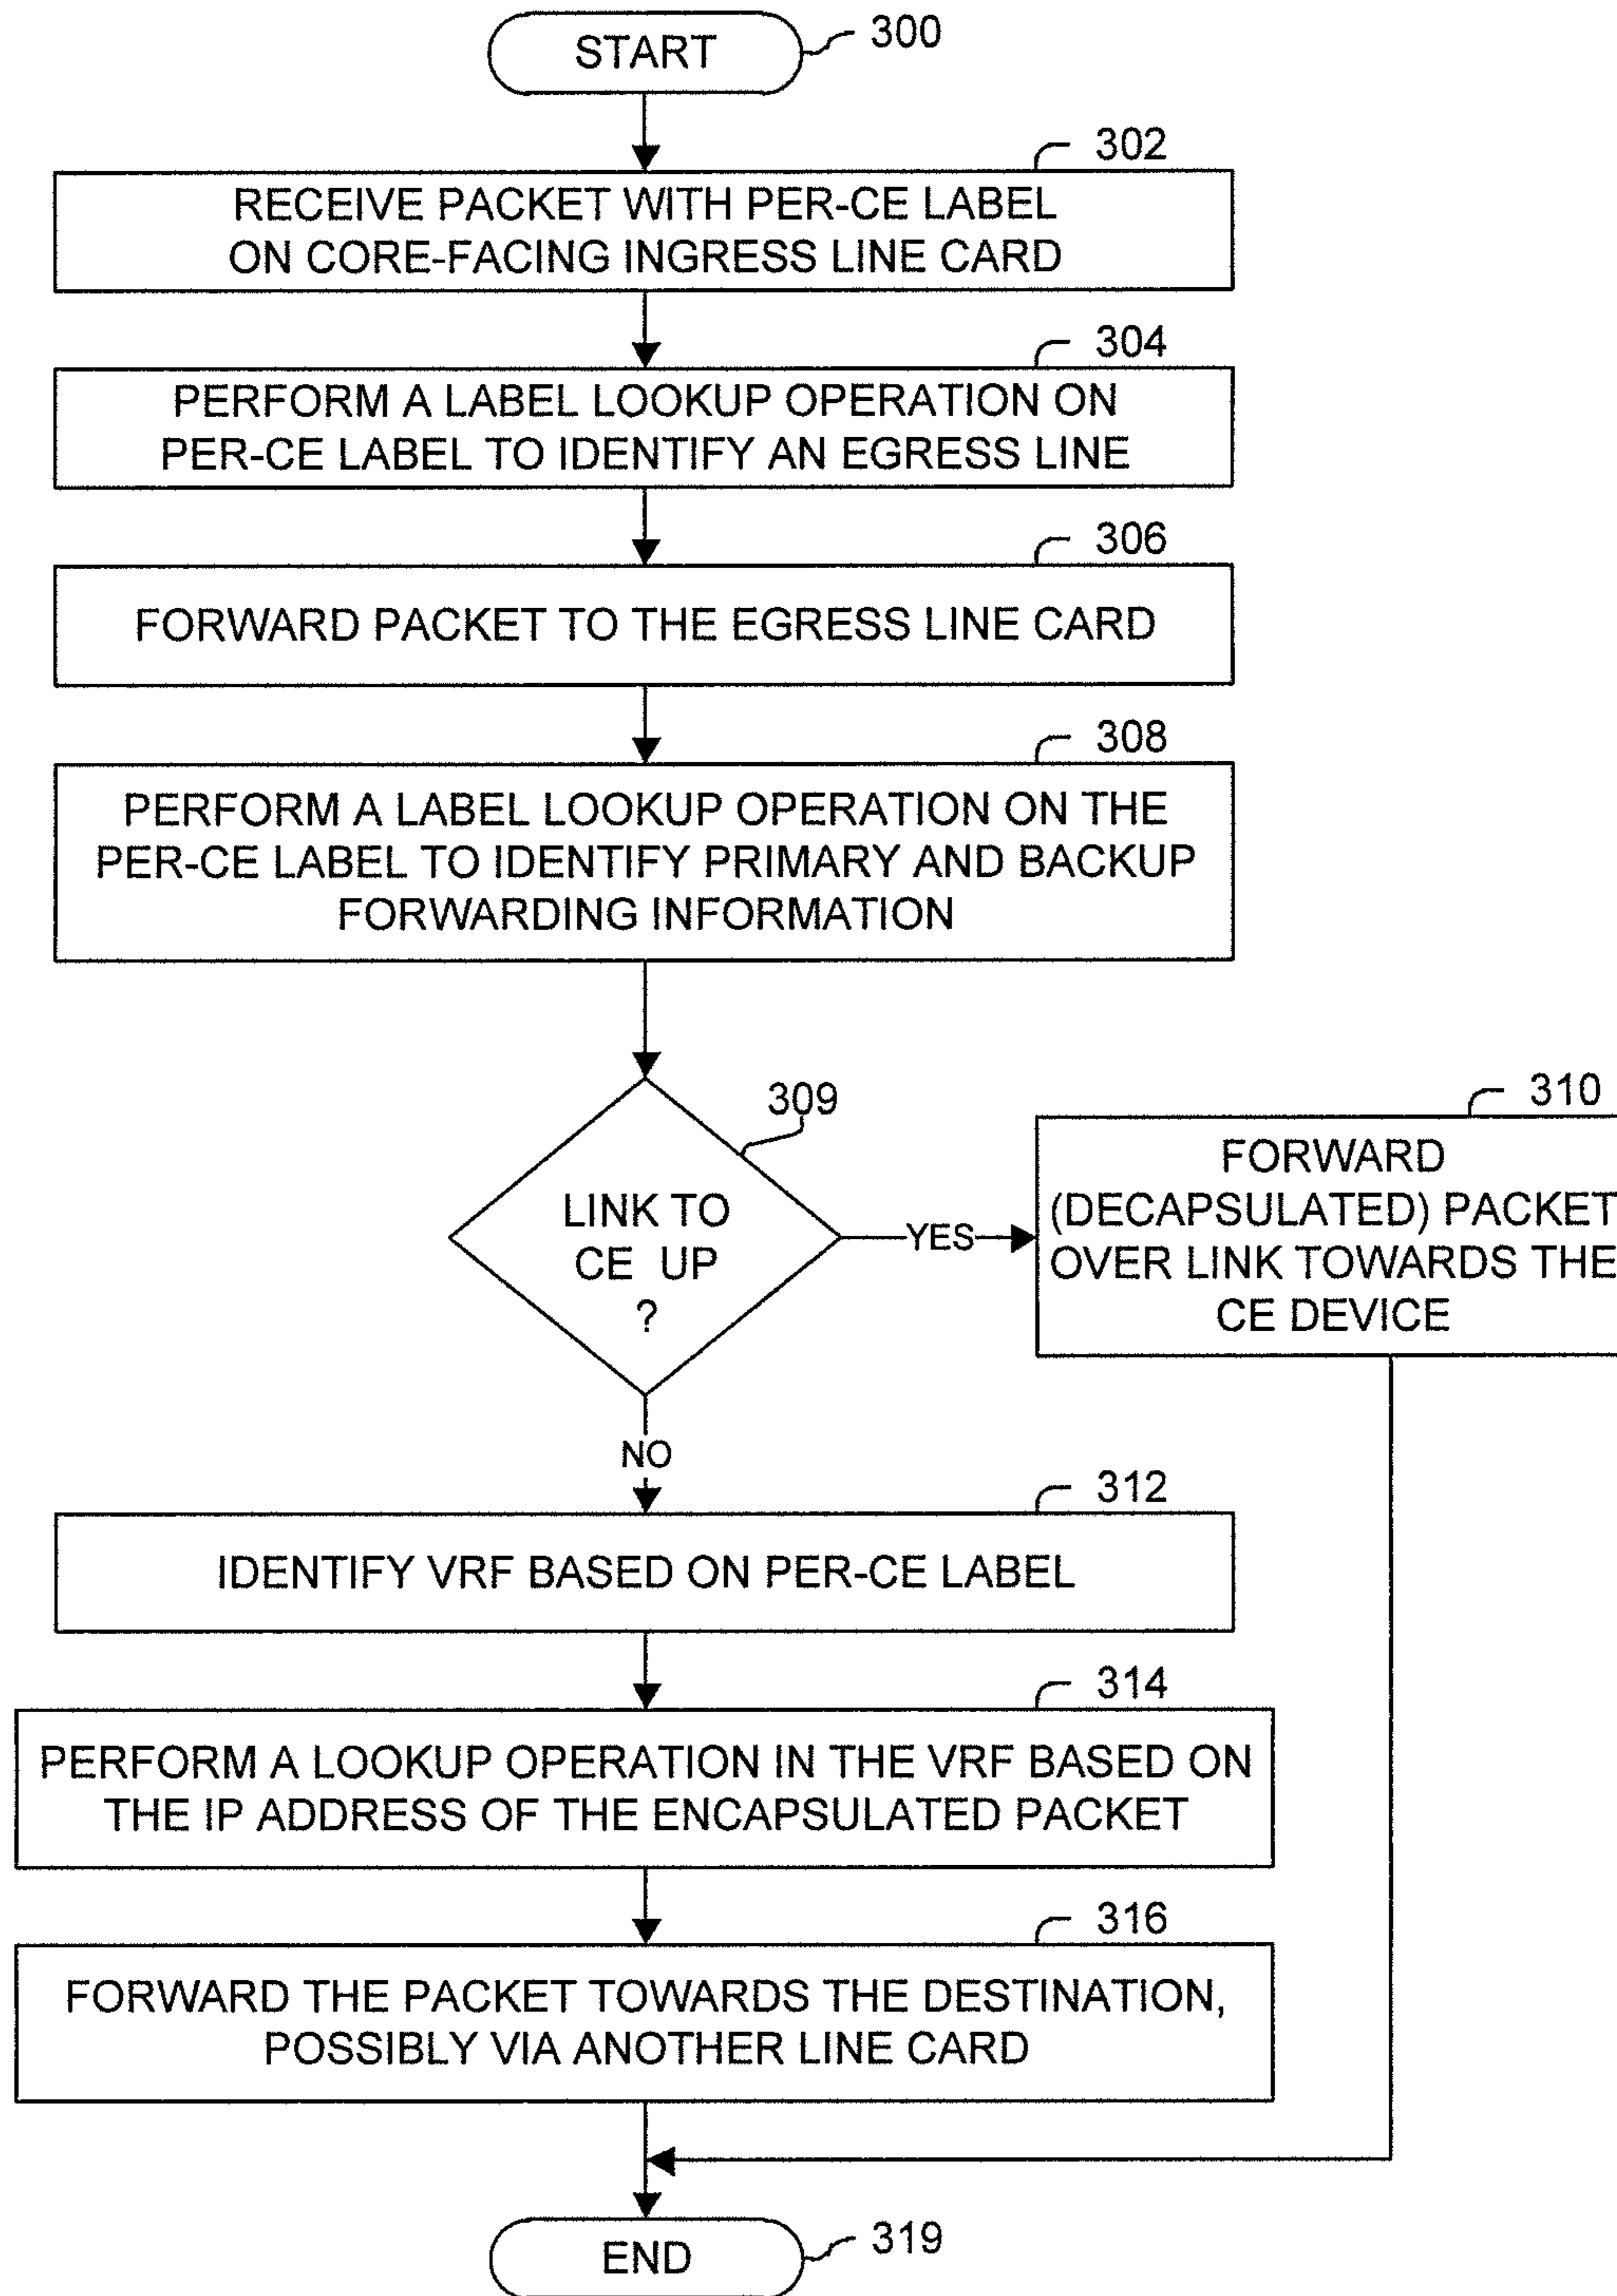 START
300
302
RECEIVE PACKET WITH PER-CE LABEL
ON CORE-FACING INGRESS LINE CARD
304
PERFORM A LABEL LOOKUP OPERATION ON
PER-CE LABEL TO IDENTIFY AN EGRESS LINE
306
FORWARD PACKET TO THE EGRESS LINE CARD
308
PERFORM A LABEL LOOKUP OPERATION ON THE
PER-CE LABEL TO IDENTIFY PRIMARY AND BACKUP
FORWARDING INFORMATION
309
LINK TO
CE UP
?
YES
310
FORWARD
(DECAPSULATED) PACKET
OVER LINK TOWARDS THE
CE DEVICE
NO
312
IDENTIFY VRF BASED ON PER-CE LABEL
314
PERFORM A LOOKUP OPERATION IN THE VRF BASED ON
THE IP ADDRESS OF THE ENCAPSULATED PACKET
316
FORWARD THE PACKET TOWARDS THE DESTINATION,
POSSIBLY VIA ANOTHER LINE CARD
END
319